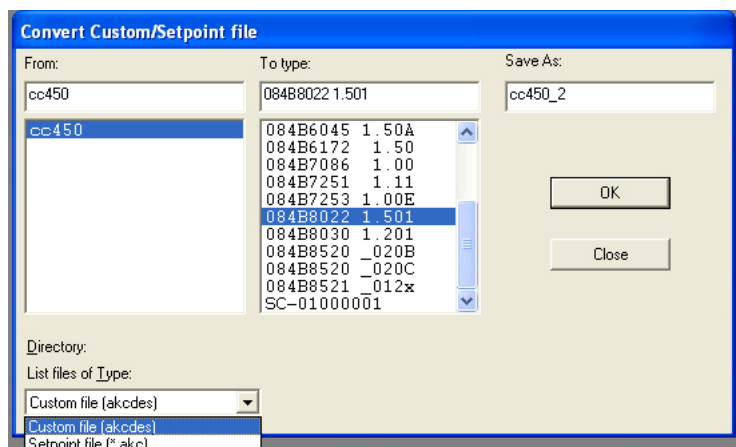 Convert Custom/Setpoint file
From:
To type:
Save As:
cc450
084B8022 1.501
cc450_2
cc450
084B6045 1.50A
084B6172 1.50
084B7086 1.00
084B7251 1.11
084B7253 1.00E
084B8022 1.501
084B8030 1.201
084B8520 _020B
084B8520 _020C
084B8521 _012x
SC-01000001
OK
Close
Directory:
List files of Type:
Custom file (akcdes)
Custom file (akcdes)
Setpoint file (*.akc)